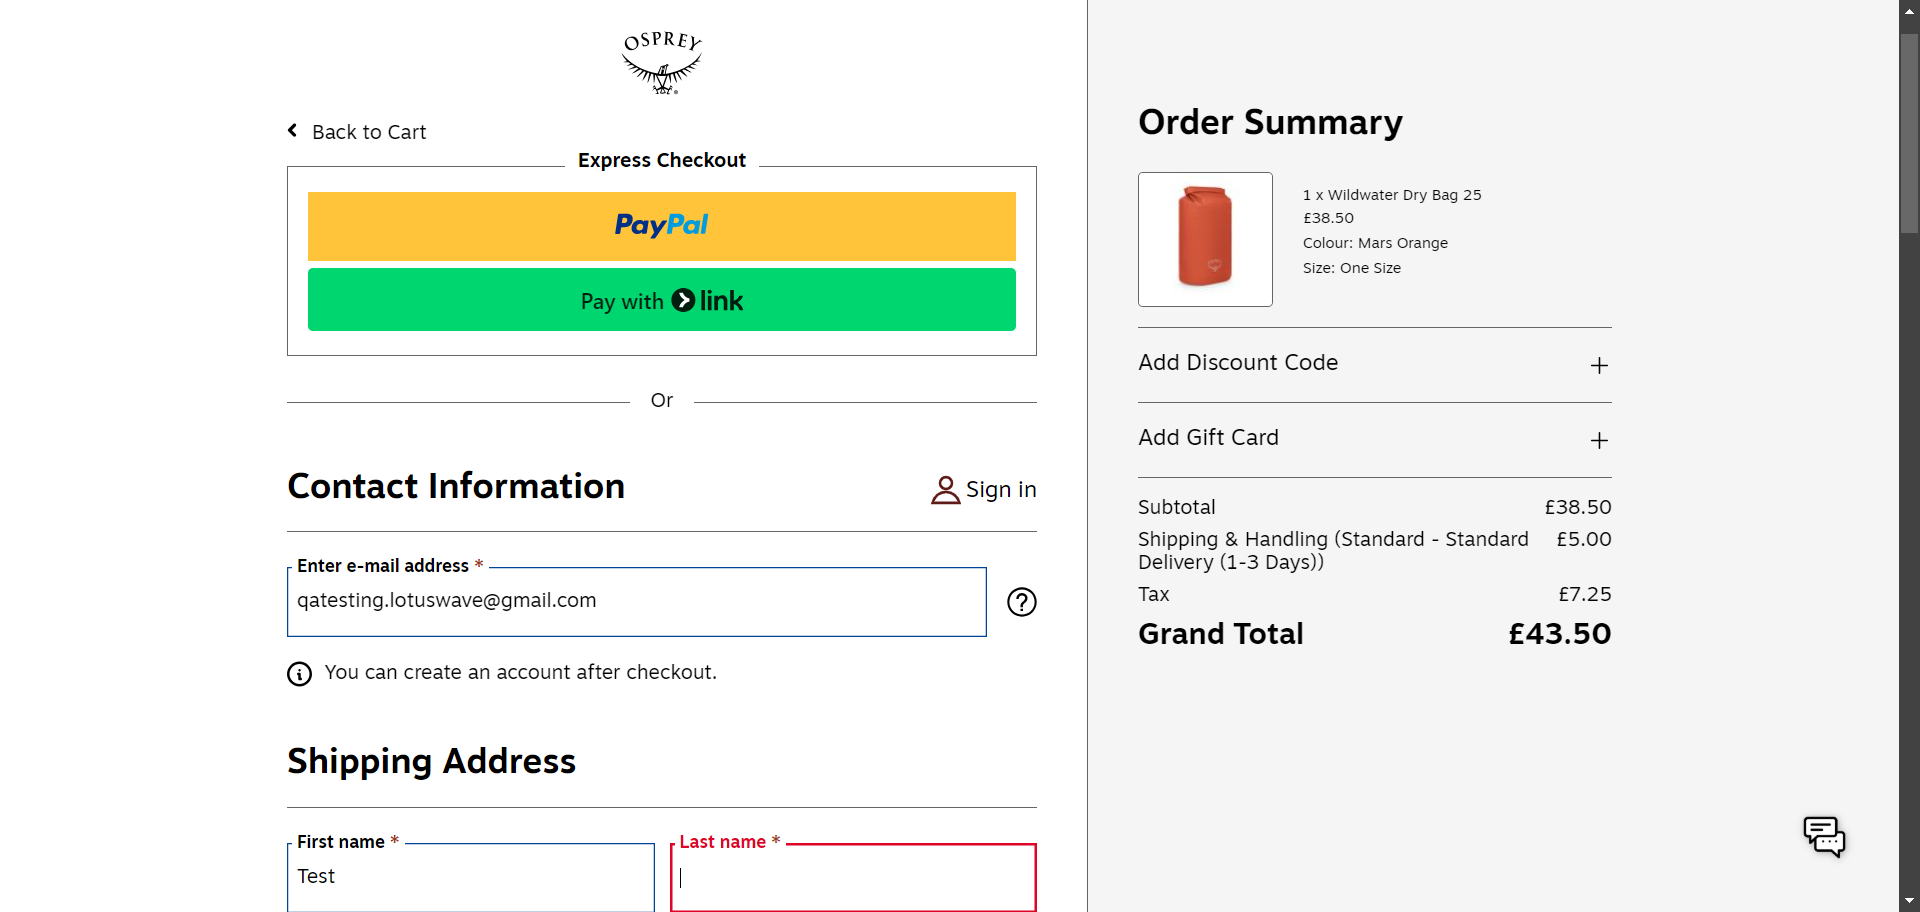 OSPREY
Back to Cart
Express Checkout
PayPal
Pay with link
Or
Contact Information
Sign in
Enter e-mail address *
qatesting.lotuswave@gmail.com
You can create an account after checkout.
Shipping Address
First name *
Test
Last name *
Order Summary
1 x Wildwater Dry Bag 25
£38.50
Colour: Mars Orange
Size: One Size
Add Discount Code
Add Gift Card
Subtotal £38.50
Shipping & Handling (Standard - Standard £5.00
Delivery (1-3 Days))
Tax £7.25
Grand Total £43.50